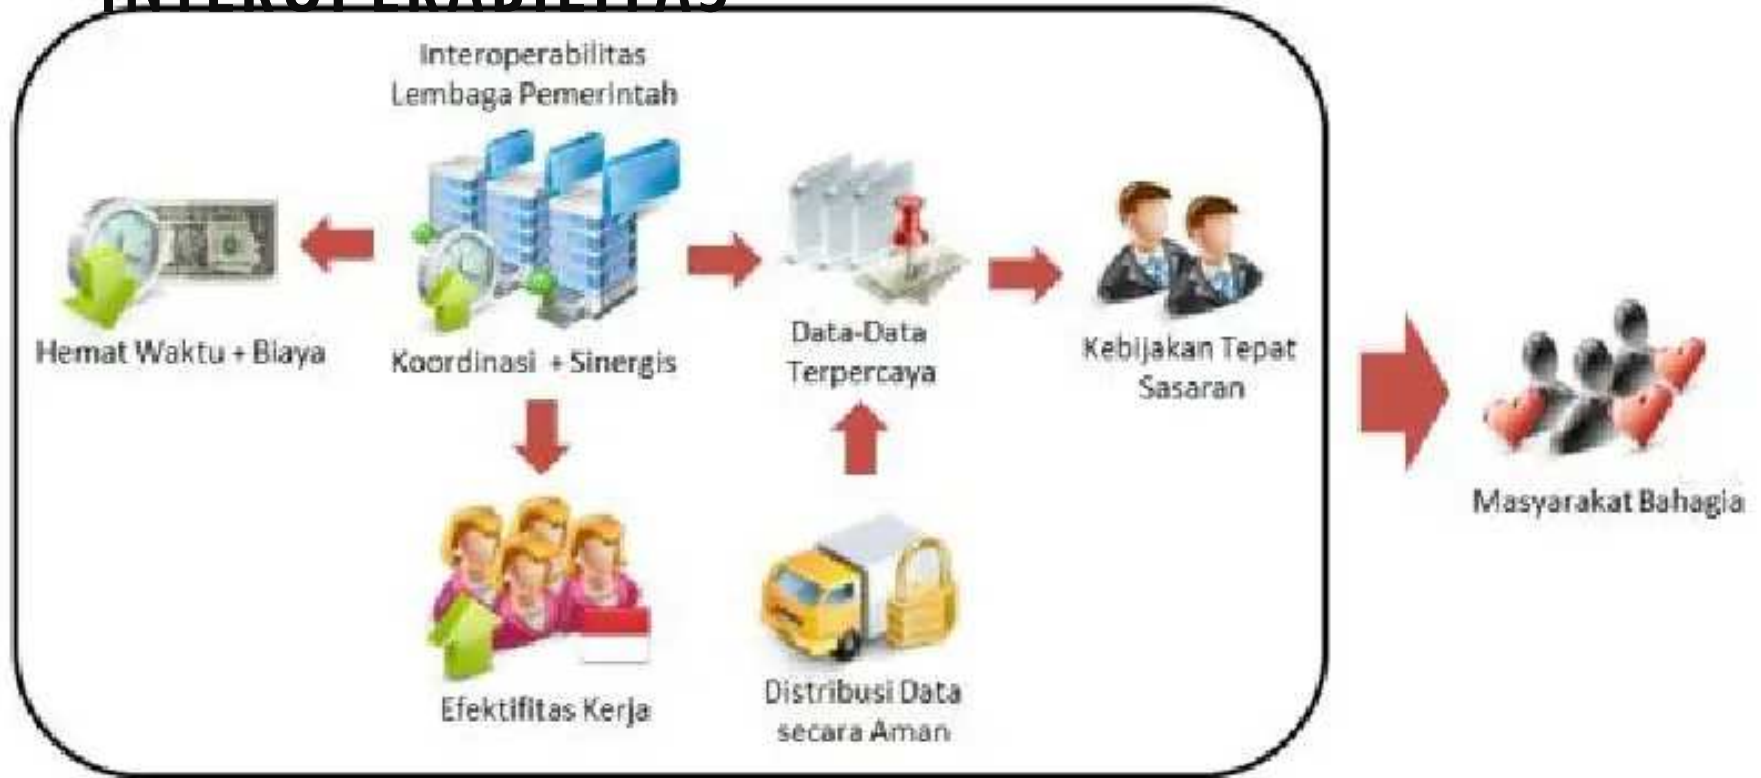 INTEROPERABILITAS
Interoperabilitas
Lembaga Pemerintah
Hemat Waktu + Biaya
Koordinasi + Sinergis
Data-Data
Terpercaya
Kebijakan Tepat
Sasaran
Masyarakat Bahagia
Efektifitas Kerja
Distribusi Data
secara Aman